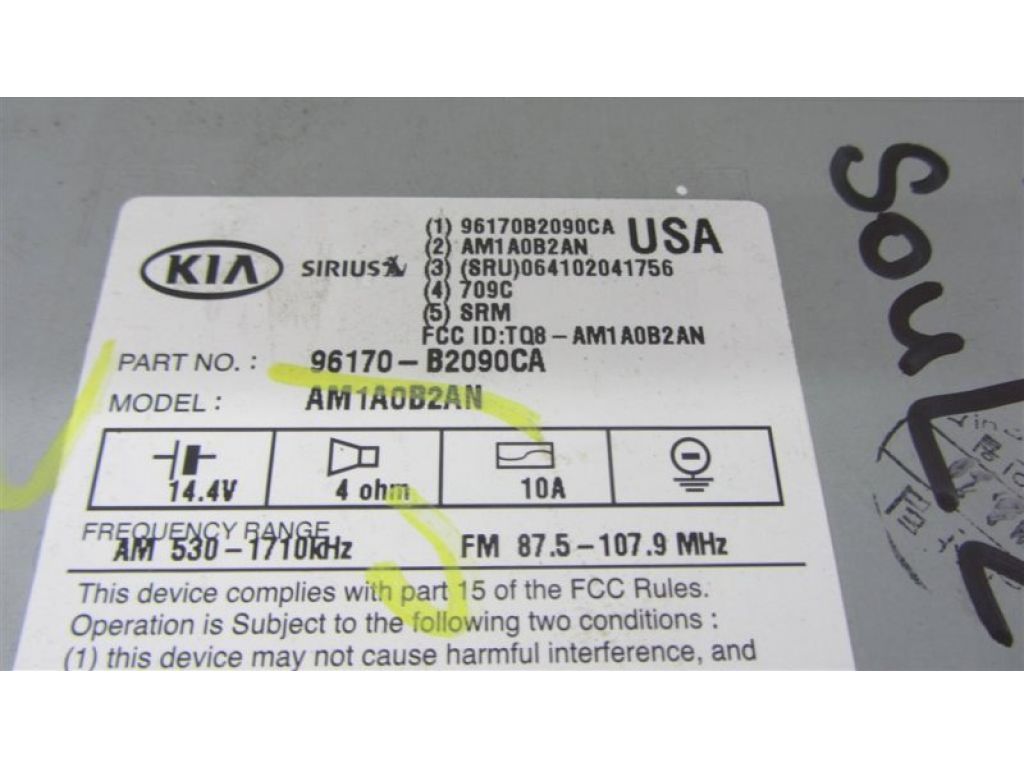 KIA SIRIUS
(1) 96170B2090CA USA
(2) AM1A0B2AN
(3) (SRU)064102041756
(4) 709C
(5) SRM
FCC ID:TQ8-AM1A0B2AN
PART NO. : 96170-B2090CA
MODEL : AM1A0B2AN
14.4V 4 ohm 10A
FREQUENCY RANGE
AM 530-1710kHz FM 87.5-107.9 MHz
This device complies with part 15 of the FCC Rules.
Operation is Subject to the following two conditions :
(1) this device may not cause harmful interference, and
SOUL